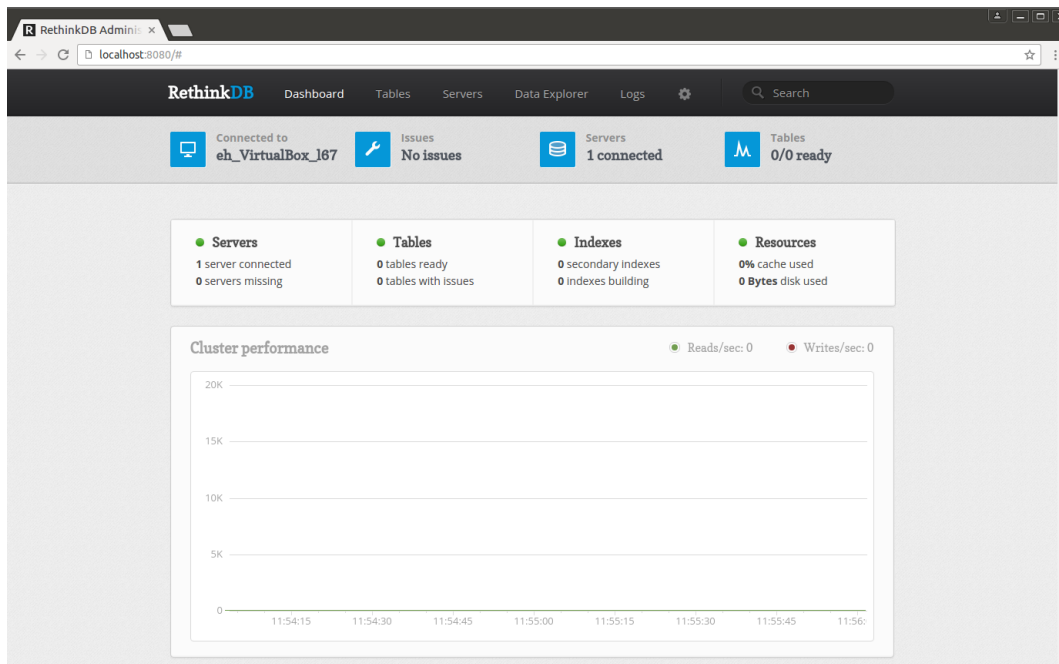 RethinkDB Adminis
localhost:8080/#
RethinkDB Dashboard Tables Servers Data Explorer Logs Search
Connected to
eh_VirtualBox_l67
Issues
No issues
Servers
1 connected
Tables
0/0 ready
Servers
1 server connected
0 servers missing
Tables
0 tables ready
0 tables with issues
Indexes
0 secondary indexes
0 indexes building
Resources
0% cache used
0 Bytes disk used
Cluster performance
Reads/sec: 0
Writes/sec: 0
20K
15K
10K
5K
0
11:54:15 11:54:30 11:54:45 11:55:00 11:55:15 11:55:30 11:55:45 11:56: